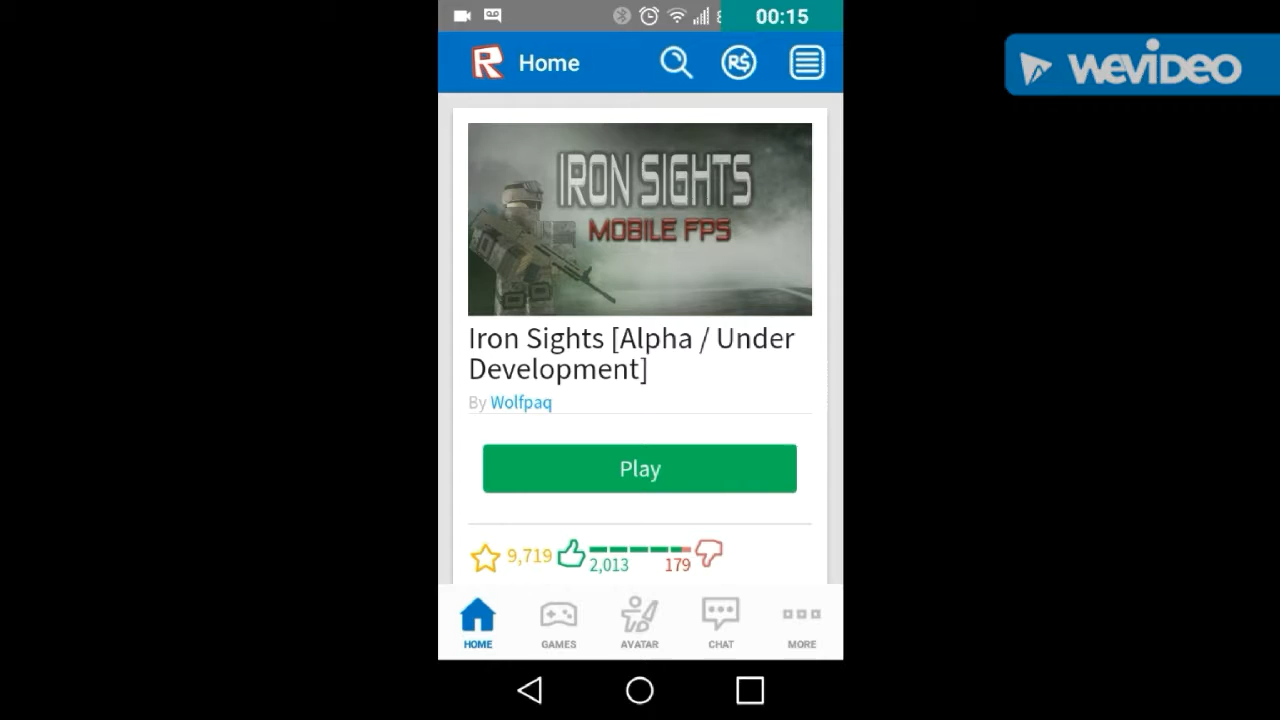 00:15
WEVIDEO
Home
R$
IRON SIGHTS
MOBILE FPS
Iron Sights [Alpha / Under
Development]
By Wolfpaq
Play
9,719
2,013
179
HOME
GAMES
AVATAR
CHAT
MORE